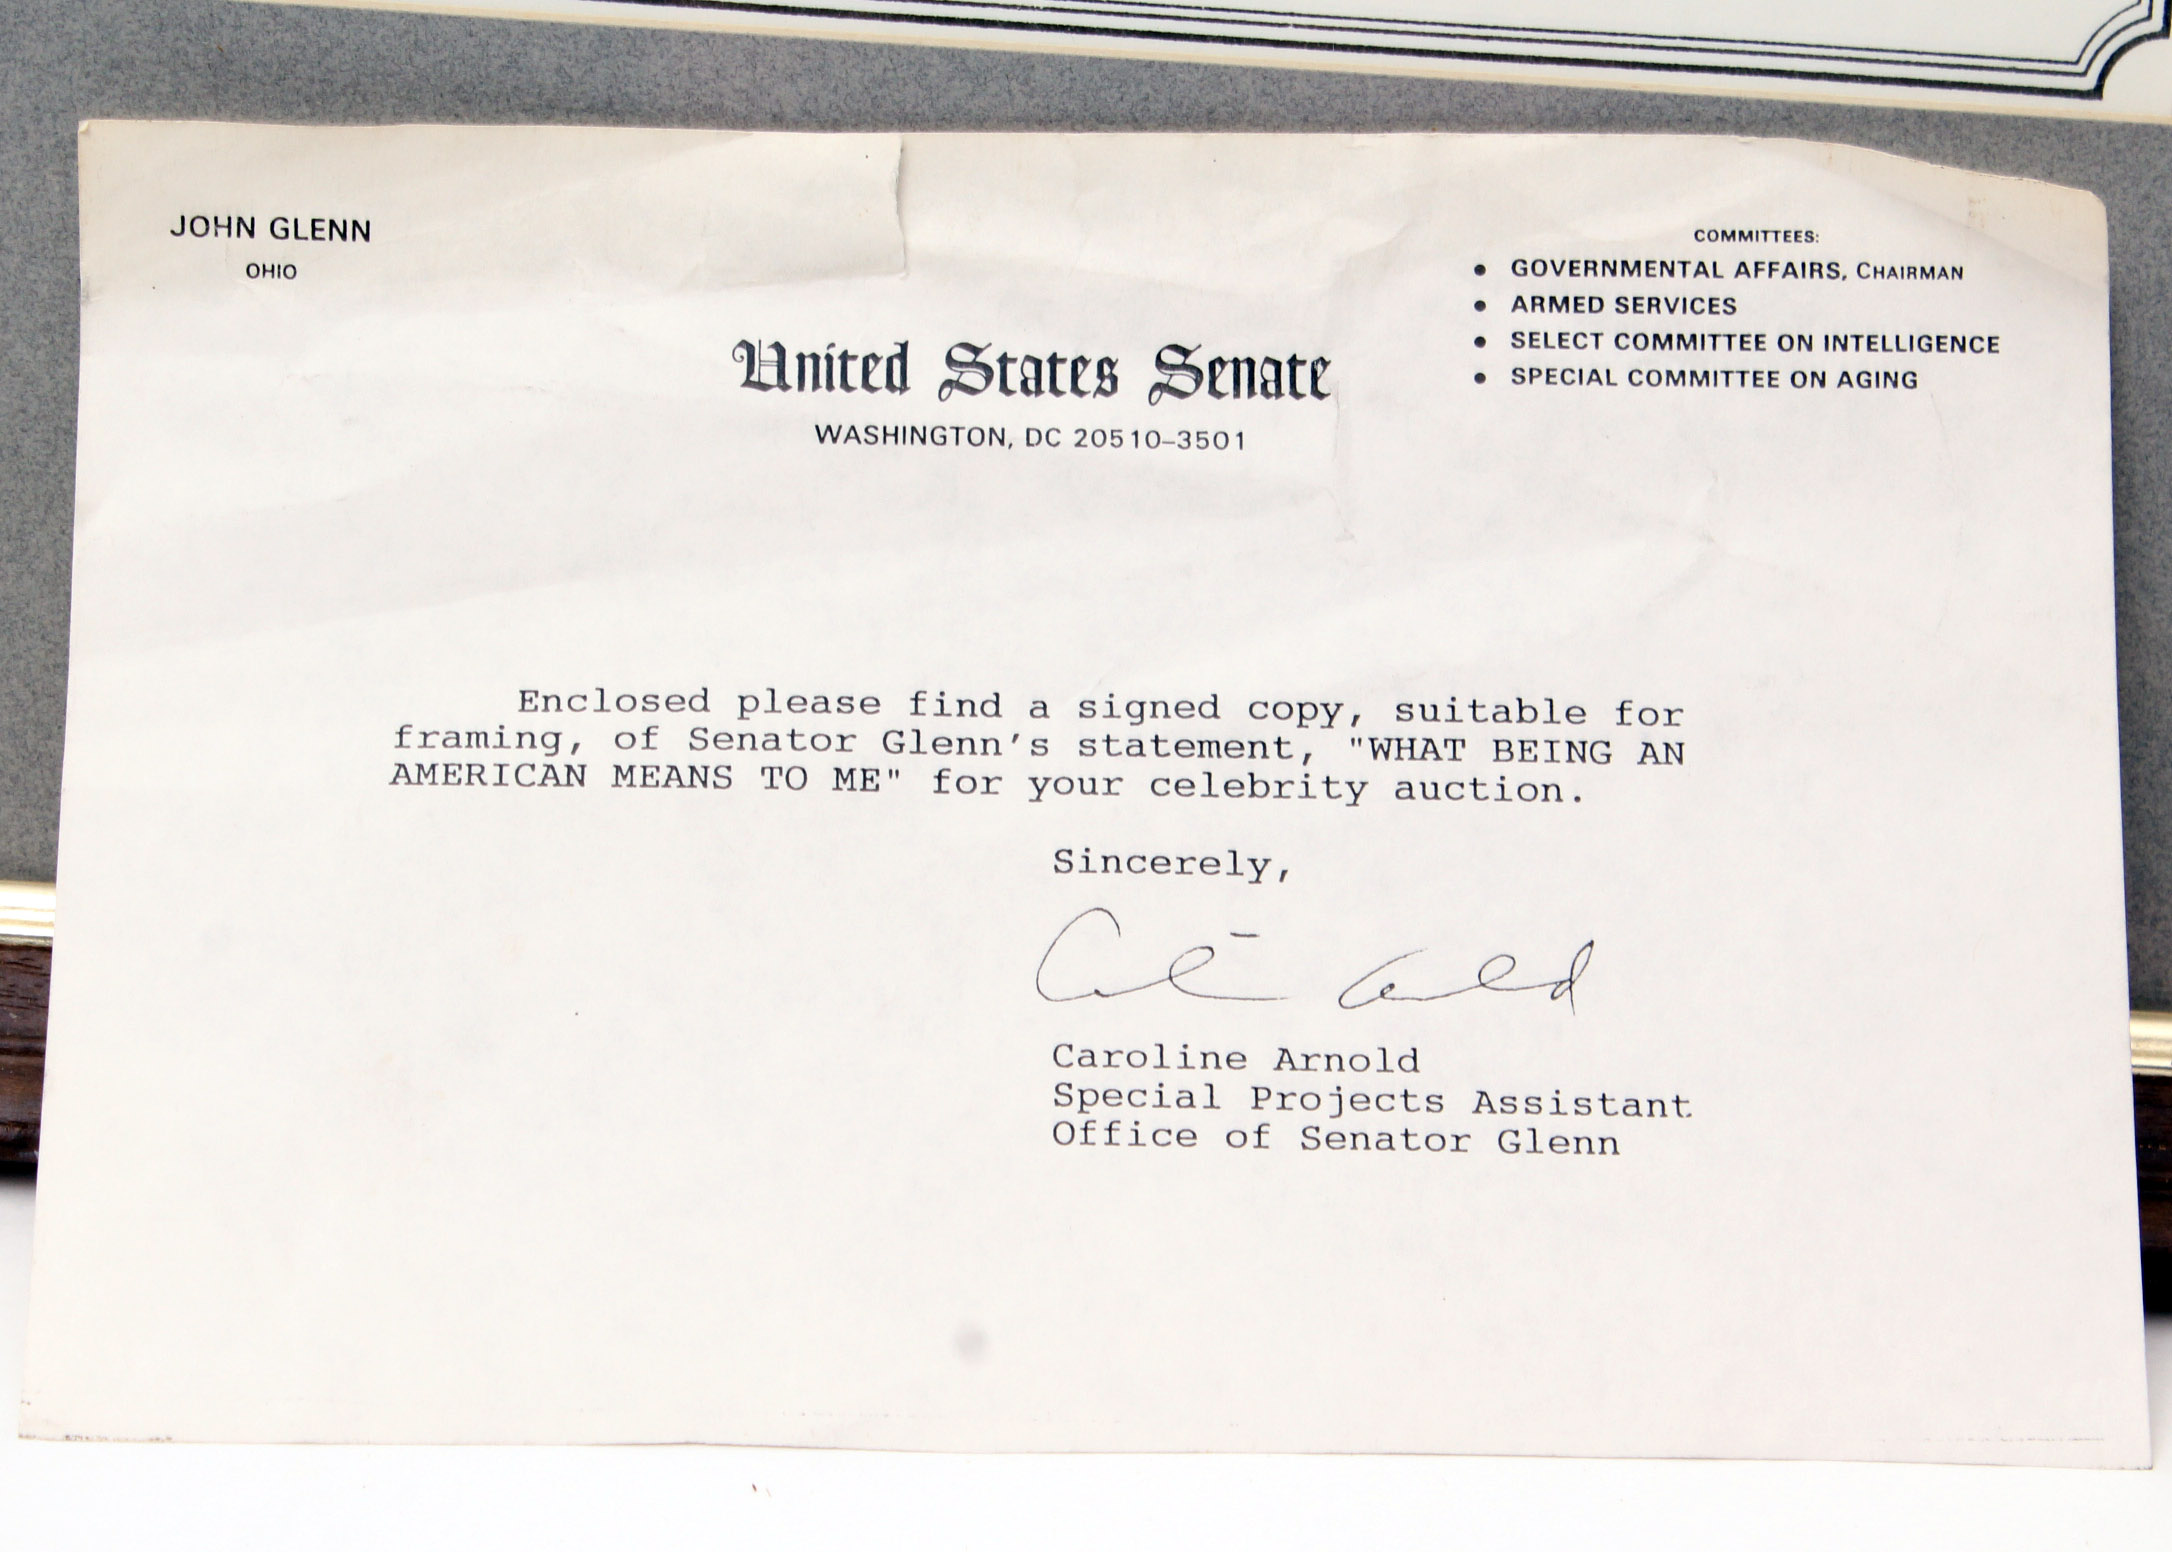 JOHN GLENN
OHIO
COMMITTEES:
• GOVERNMENTAL AFFAIRS, CHAIRMAN
• ARMED SERVICES
• SELECT COMMITTEE ON INTELLIGENCE
• SPECIAL COMMITTEE ON AGING
United States Senate
WASHINGTON, DC 20510–3501
Enclosed please find a signed copy, suitable for
framing, of Senator Glenn's statement, "WHAT BEING AN
AMERICAN MEANS TO ME" for your celebrity auction.
Sincerely,
Caroline Arnold
Special Projects Assistant
Office of Senator Glenn